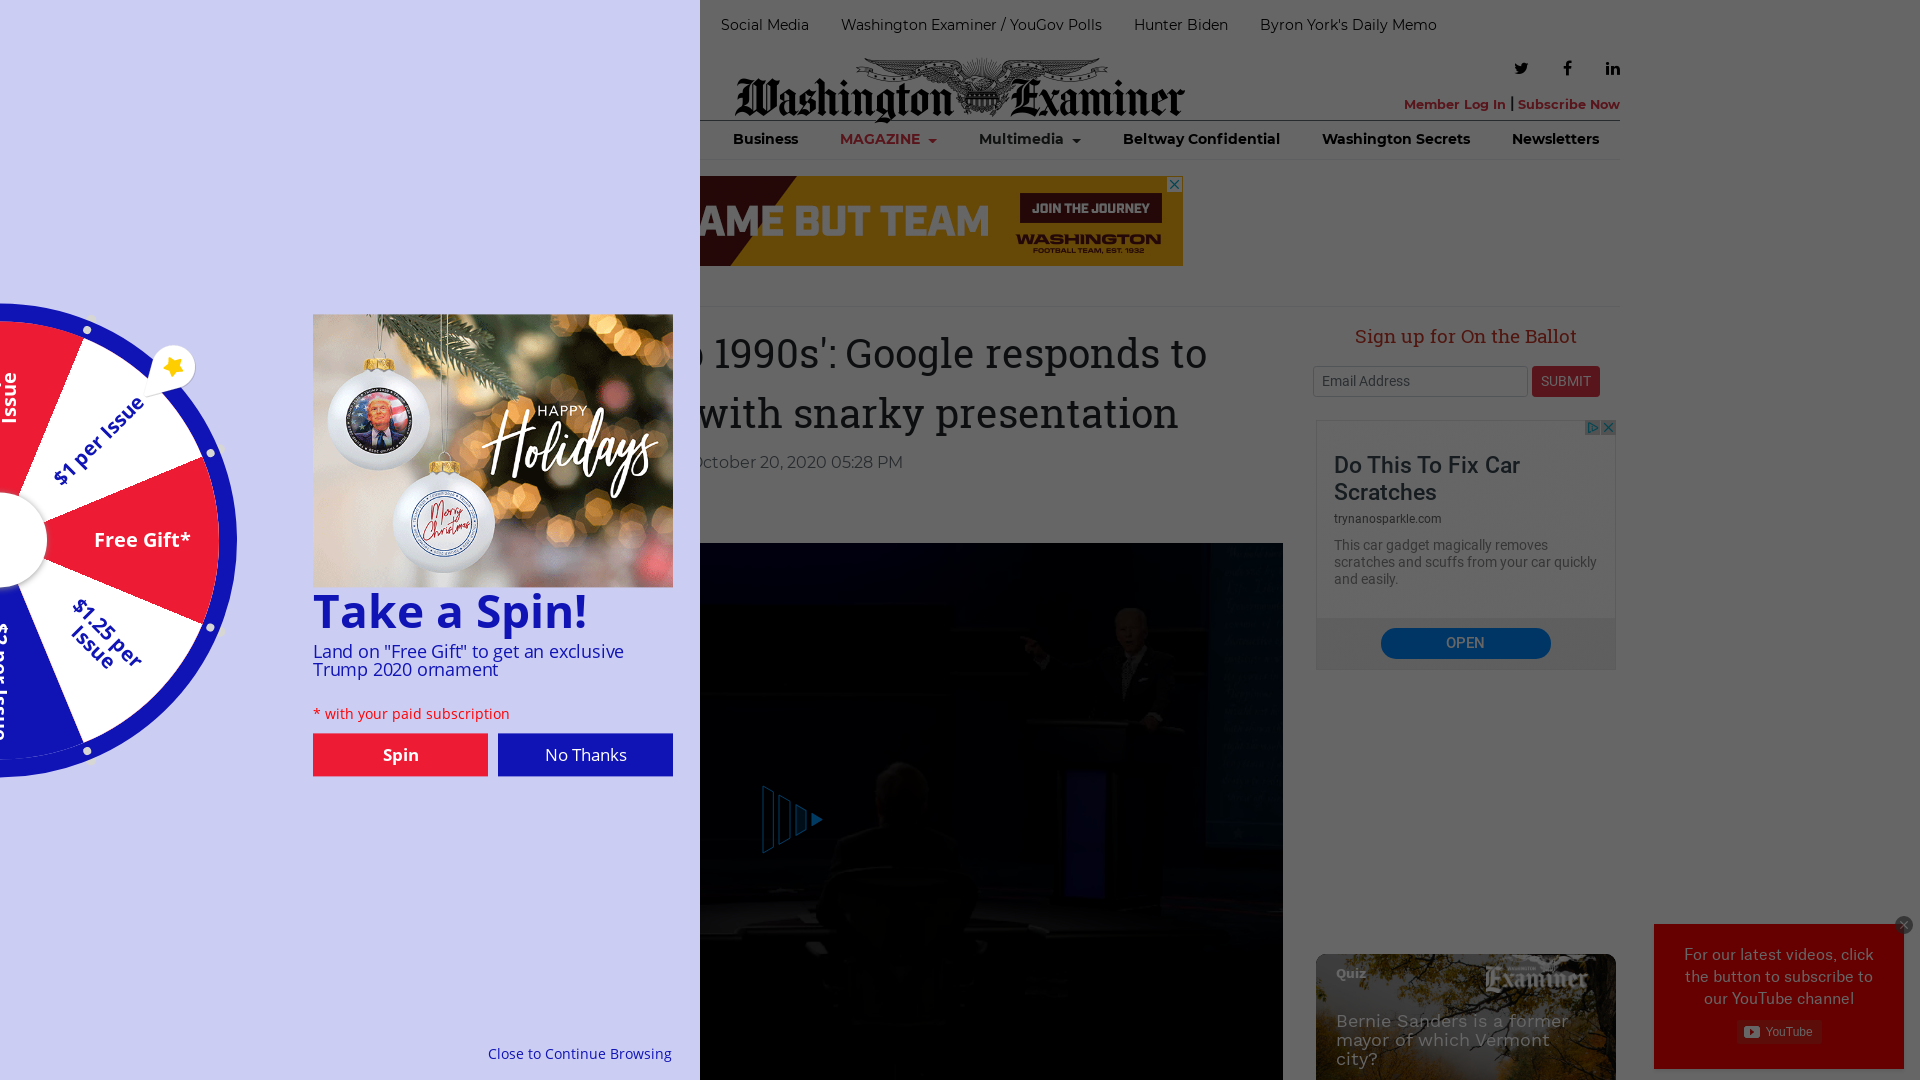 Social Media
Washington Examiner / YouGov Polls
Hunter Biden
Byron York's Daily Memo
Washington Examiner
Member Log In | Subscribe Now
Business
MAGAZINE
Multimedia
Beltway Confidential
Washington Secrets
Newsletters
AME BUT TEAM
JOIN THE JOURNEY
WASHINGTON
FOOTBALL TEAM, EST. 1932
1990s': Google responds to
with snarky presentation
October 20, 2020 05:28 PM
Sign up for On the Ballot
Email Address
SUBMIT
Do This To Fix Car
Scratches
trynanosparkle.com
This car gadget magically removes
scratches and scuffs from your car quickly
and easily.
OPEN
Issue
$1 per Issue
Free Gift*
$1.25 per
Issue
$2 per Issue
HAPPY
Holidays
Merry
Christmas
Take a Spin!
Land on "Free Gift" to get an exclusive
Trump 2020 ornament
* with your paid subscription
Spin
No Thanks
Close to Continue Browsing
Quiz
Examiner
Bernie Sanders is a former
mayor of which Vermont
city?
For our latest videos, click
the button to subscribe to
our YouTube channel
YouTube